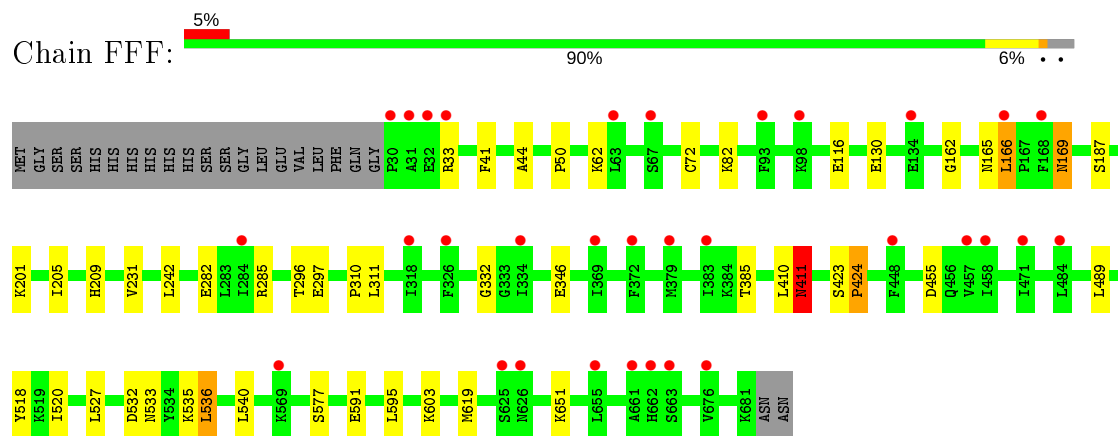 5%
Chain FFF:
90% 6% • •
MET GLY SER SER HIS HIS HIS HIS HIS HIS SER SER GLY LEU GLU VAL LEU PHE GLN GLY P30 A31 E32 R33 F41 A44 P50 K62 L63 S67 C72 K82 F93 K98 E116 E130 E134 G162 N165 L166 P167 F168 N169 S187
K201 I205 H209 V231 L242 E282 L283 I284 R285 T296 E297 P310 L311 I318 F326 G332 G333 I334 E346 I369 F372 M379 I383 K384 T385 L410 N411 S423 P424 F448 D455 Q456 V457 I458 I471 L484 L489
Y518 K519 I520 L527 D532 N533 Y534 K535 L536 L540 K569 S577 E591 L595 K603 M619 S625 N626 K651 L655 A661 H662 S663 V676 K681 ASN ASN